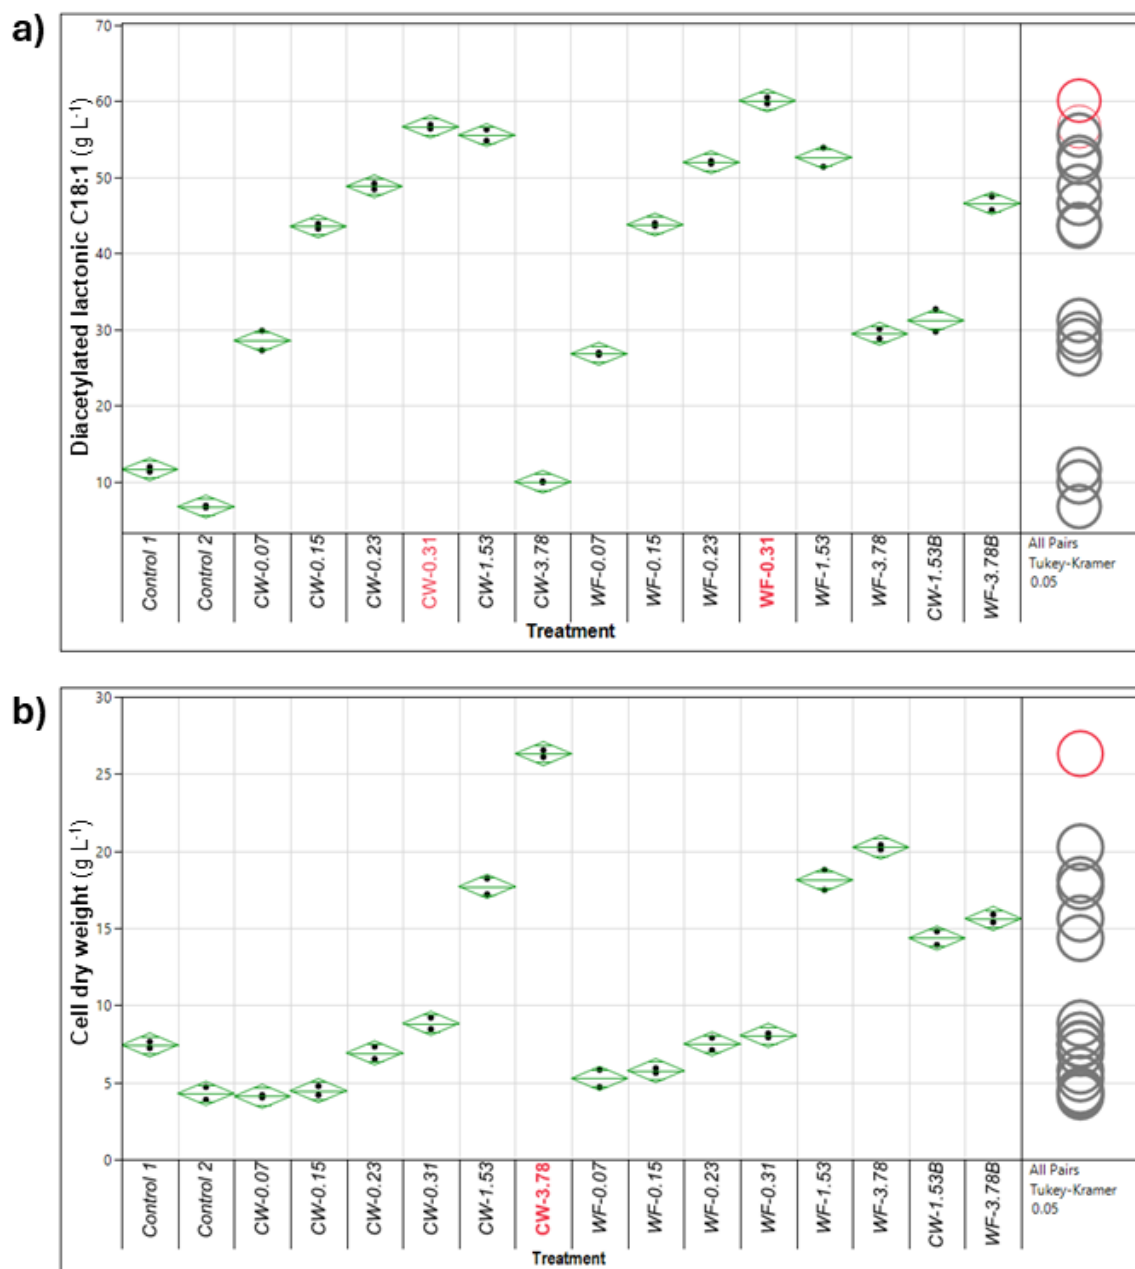 a)
70
60
50
40
30
20
10
Diacetylated lactonic C18:1 (g L⁻¹)
Control 1
Control 2
CW-0.07
CW-0.15
CW-0.23
CW-0.31
CW-1.53
CW-3.78
WF-0.07
WF-0.15
WF-0.23
WF-0.31
WF-1.53
WF-3.78
CW-1.53B
WF-3.78B
All Pairs
Tukey-Kramer
0.05
Treatment
b)
30
25
20
15
10
5
0
Cell dry weight (g L⁻¹)
Control 1
Control 2
CW-0.07
CW-0.15
CW-0.23
CW-0.31
CW-1.53
CW-3.78
WF-0.07
WF-0.15
WF-0.23
WF-0.31
WF-1.53
WF-3.78
CW-1.53B
WF-3.78B
All Pairs
Tukey-Kramer
0.05
Treatment